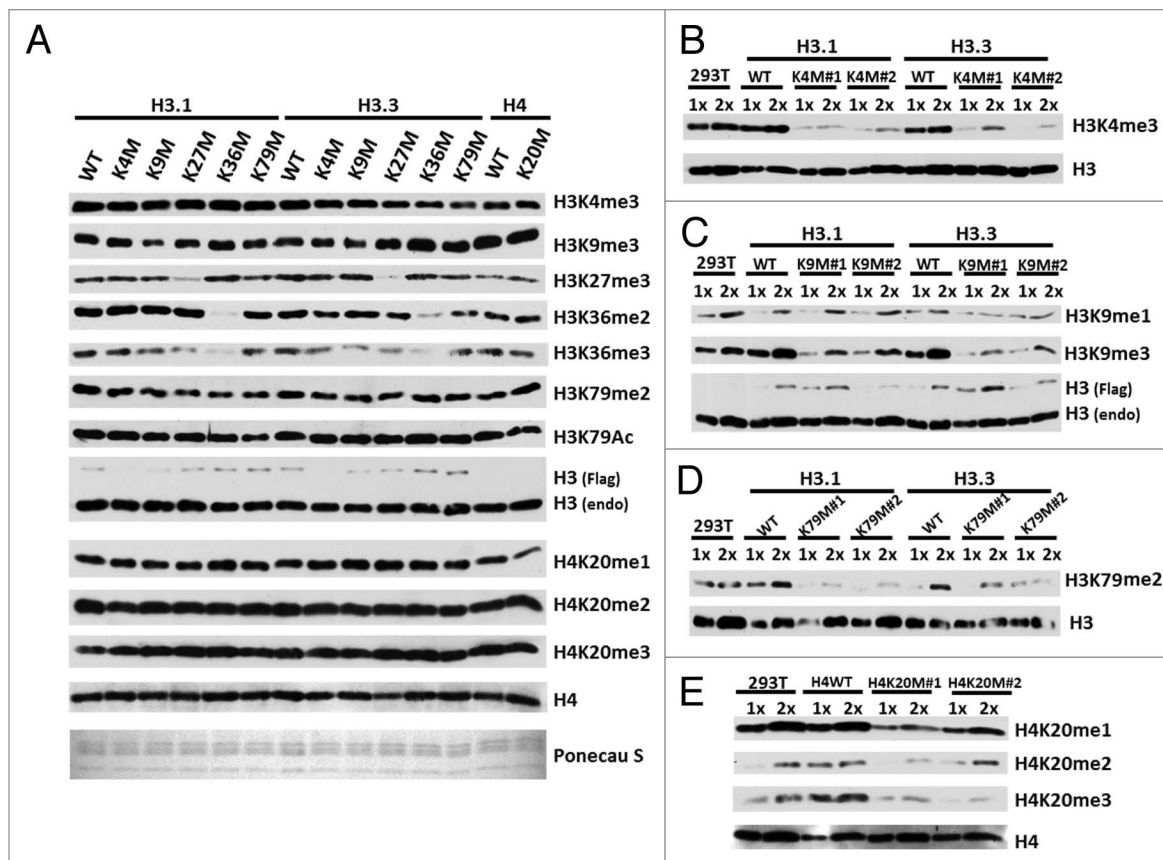 A
H3.1 H3.3 H4
WT K4M K9M K27M K36M K79M WT K4M K9M K27M K36M K79M WT K20M
H3K4me3
H3K9me3
H3K27me3
H3K36me2
H3K36me3
H3K79me2
H3K79Ac
H3 (Flag)
H3 (endo)
H4K20me1
H4K20me2
H4K20me3
H4
Ponecau S
B
H3.1 H3.3
293T WT K4M#1 K4M#2 WT K4M#1 K4M#2
1x 2x 1x 2x 1x 2x 1x 2x 1x 2x 1x 2x 1x 2x
H3K4me3
H3
C
H3.1 H3.3
293T WT K9M#1 K9M#2 WT K9M#1 K9M#2
1x 2x 1x 2x 1x 2x 1x 2x 1x 2x 1x 2x 1x 2x
H3K9me1
H3K9me3
H3 (Flag)
H3 (endo)
D
H3.1 H3.3
293T WT K79M#1 K79M#2 WT K79M#1 K79M#2
1x 2x 1x 2x 1x 2x 1x 2x 1x 2x 1x 2x 1x 2x
H3K79me2
H3
E
293T H4WT H4K20M#1 H4K20M#2
1x 2x 1x 2x 1x 2x 1x 2x
H4K20me1
H4K20me2
H4K20me3
H4